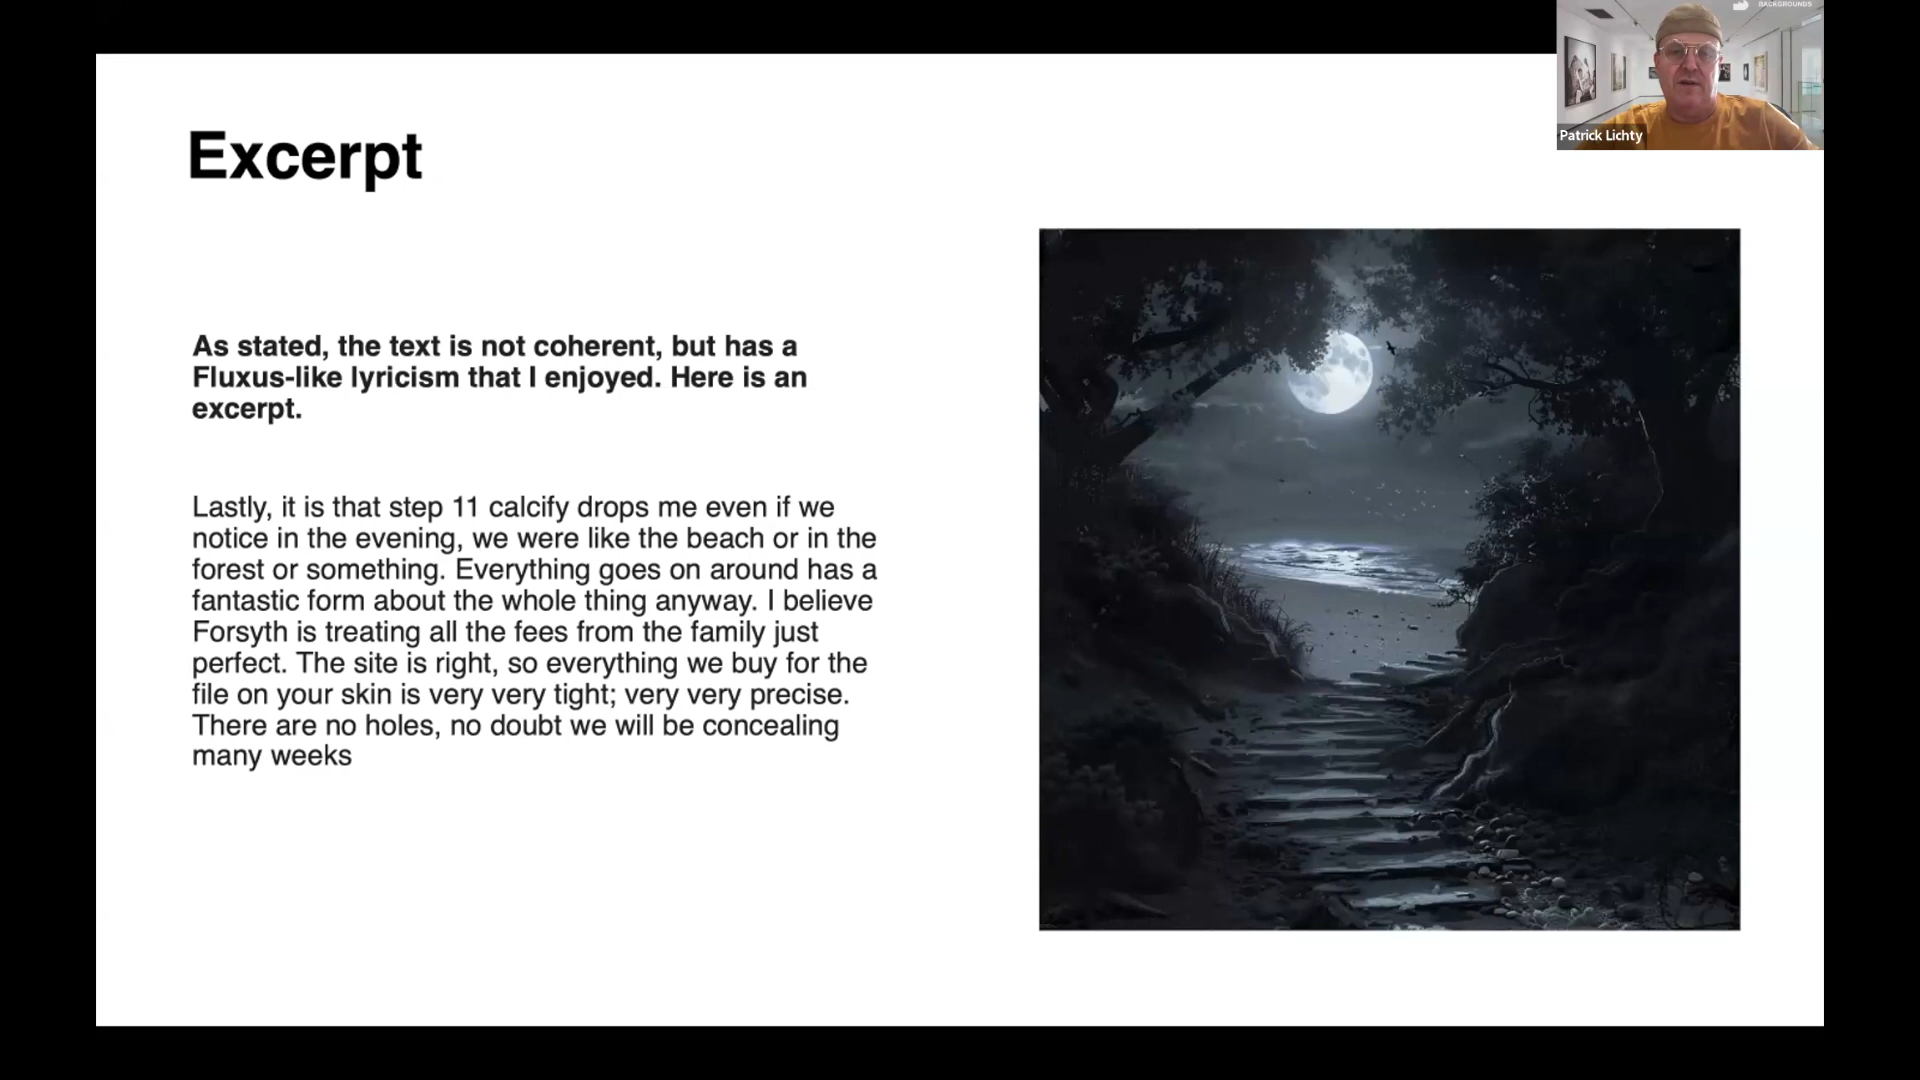 BACKGROUNDS
Patrick Lichty
Excerpt
As stated, the text is not coherent, but has a
Fluxus-like lyricism that I enjoyed. Here is an
excerpt.
Lastly, it is that step 11 calcify drops me even if we
notice in the evening, we were like the beach or in the
forest or something. Everything goes on around has a
fantastic form about the whole thing anyway. I believe
Forsyth is treating all the fees from the family just
perfect. The site is right, so everything we buy for the
file on your skin is very very tight; very very precise.
There are no holes, no doubt we will be concealing
many weeks